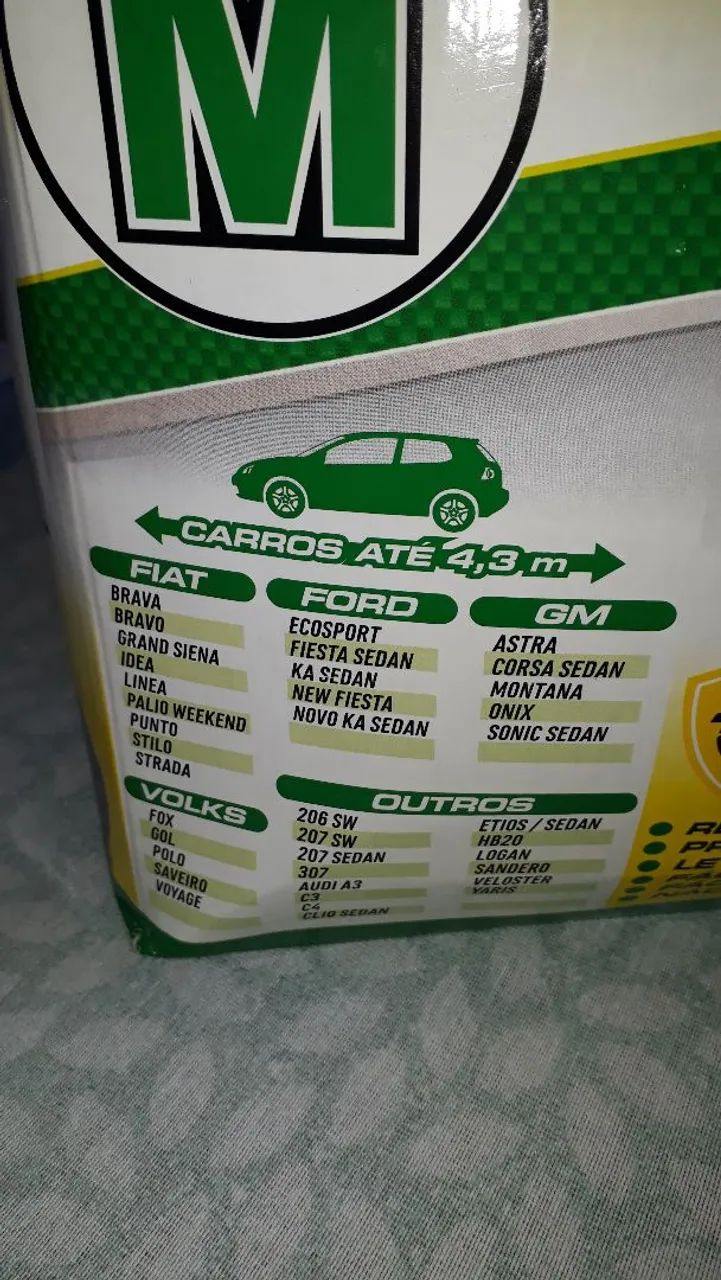 M
CARROS ATÉ 4,3 m
FIAT
BRAVA
BRAVO
GRAND SIENA
IDEA
LINEA
PALIO WEEKEND
PUNTO
STILO
STRADA
FORD
ECOSPORT
FIESTA SEDAN
KA SEDAN
NEW FIESTA
NOVO KA SEDAN
GM
ASTRA
CORSA SEDAN
MONTANA
ONIX
SONIC SEDAN
VOLKS
FOX
GOL
POLO
SAVEIRO
VOYAGE
OUTROS
206 SW
207 SW
207 SEDAN
307
AUDI A3
C3
C4
CLIO SEDAN
ETIOS / SEDAN
HB20
LOGAN
SANDERO
VELOSTER
YARIS